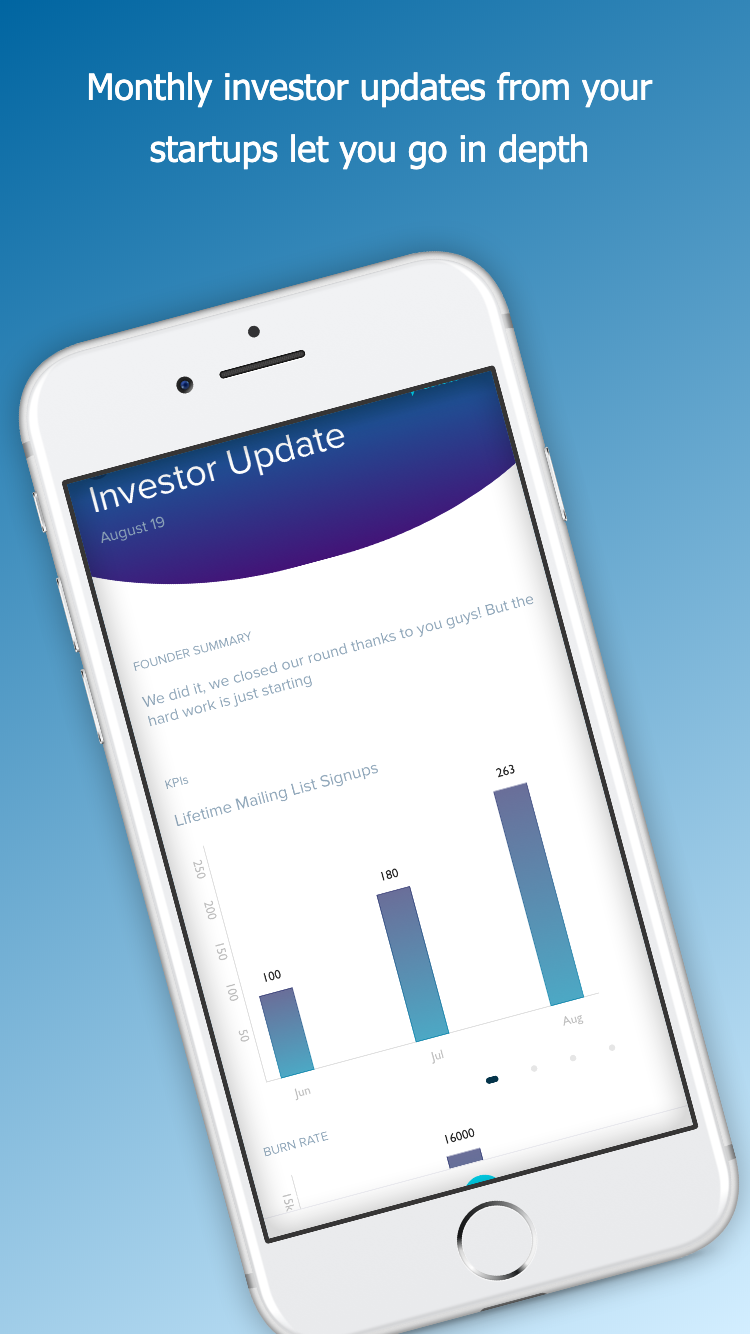 Monthly investor updates from your
startups let you go in depth
Investor Update
August 19
FOUNDER SUMMARY
We did it, we closed our round thanks to you guys! But the
hard work is just starting
KPIs
Lifetime Mailing List Signups
263
250
180
200
150
100
100
50
Aug
Jul
Jun
BURN RATE
16000
15k